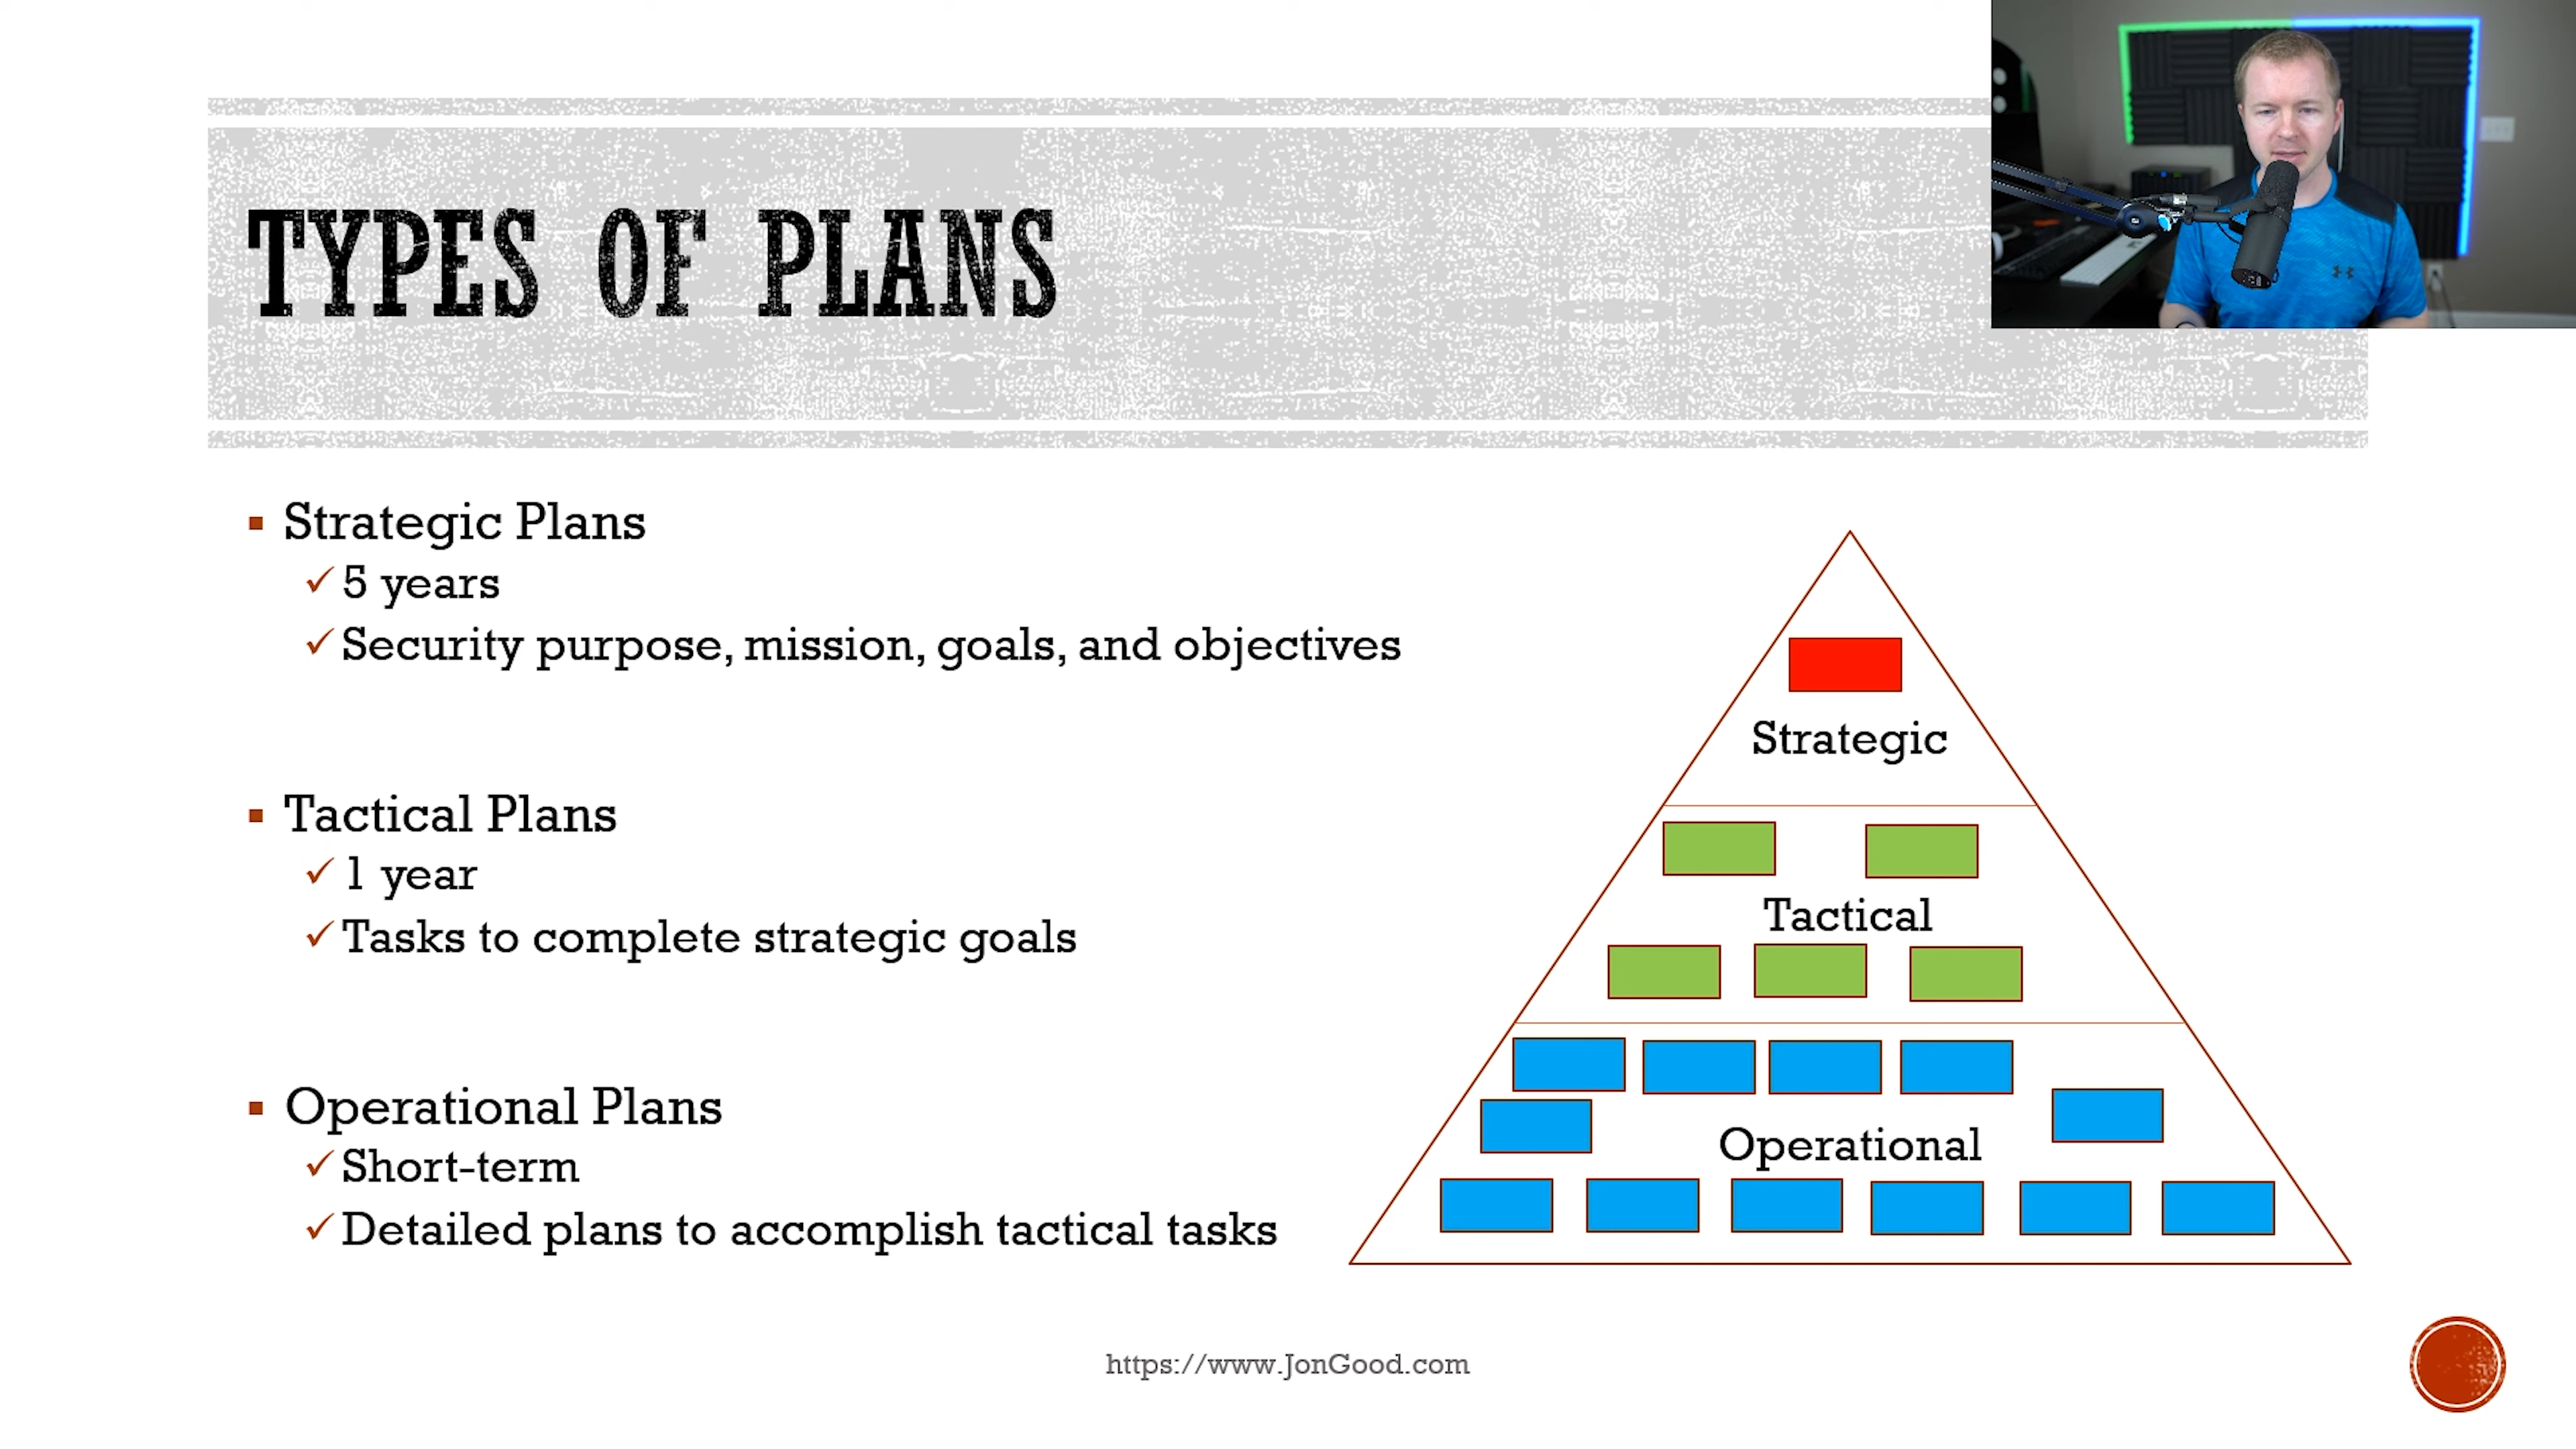 TYPES OF PLANS
Strategic Plans
5 years
Security purpose, mission, goals, and objectives
Tactical Plans
1 year
Tasks to complete strategic goals
Operational Plans
Short-term
Detailed plans to accomplish tactical tasks
Strategic
Tactical
Operational
https://www.JonGood.com